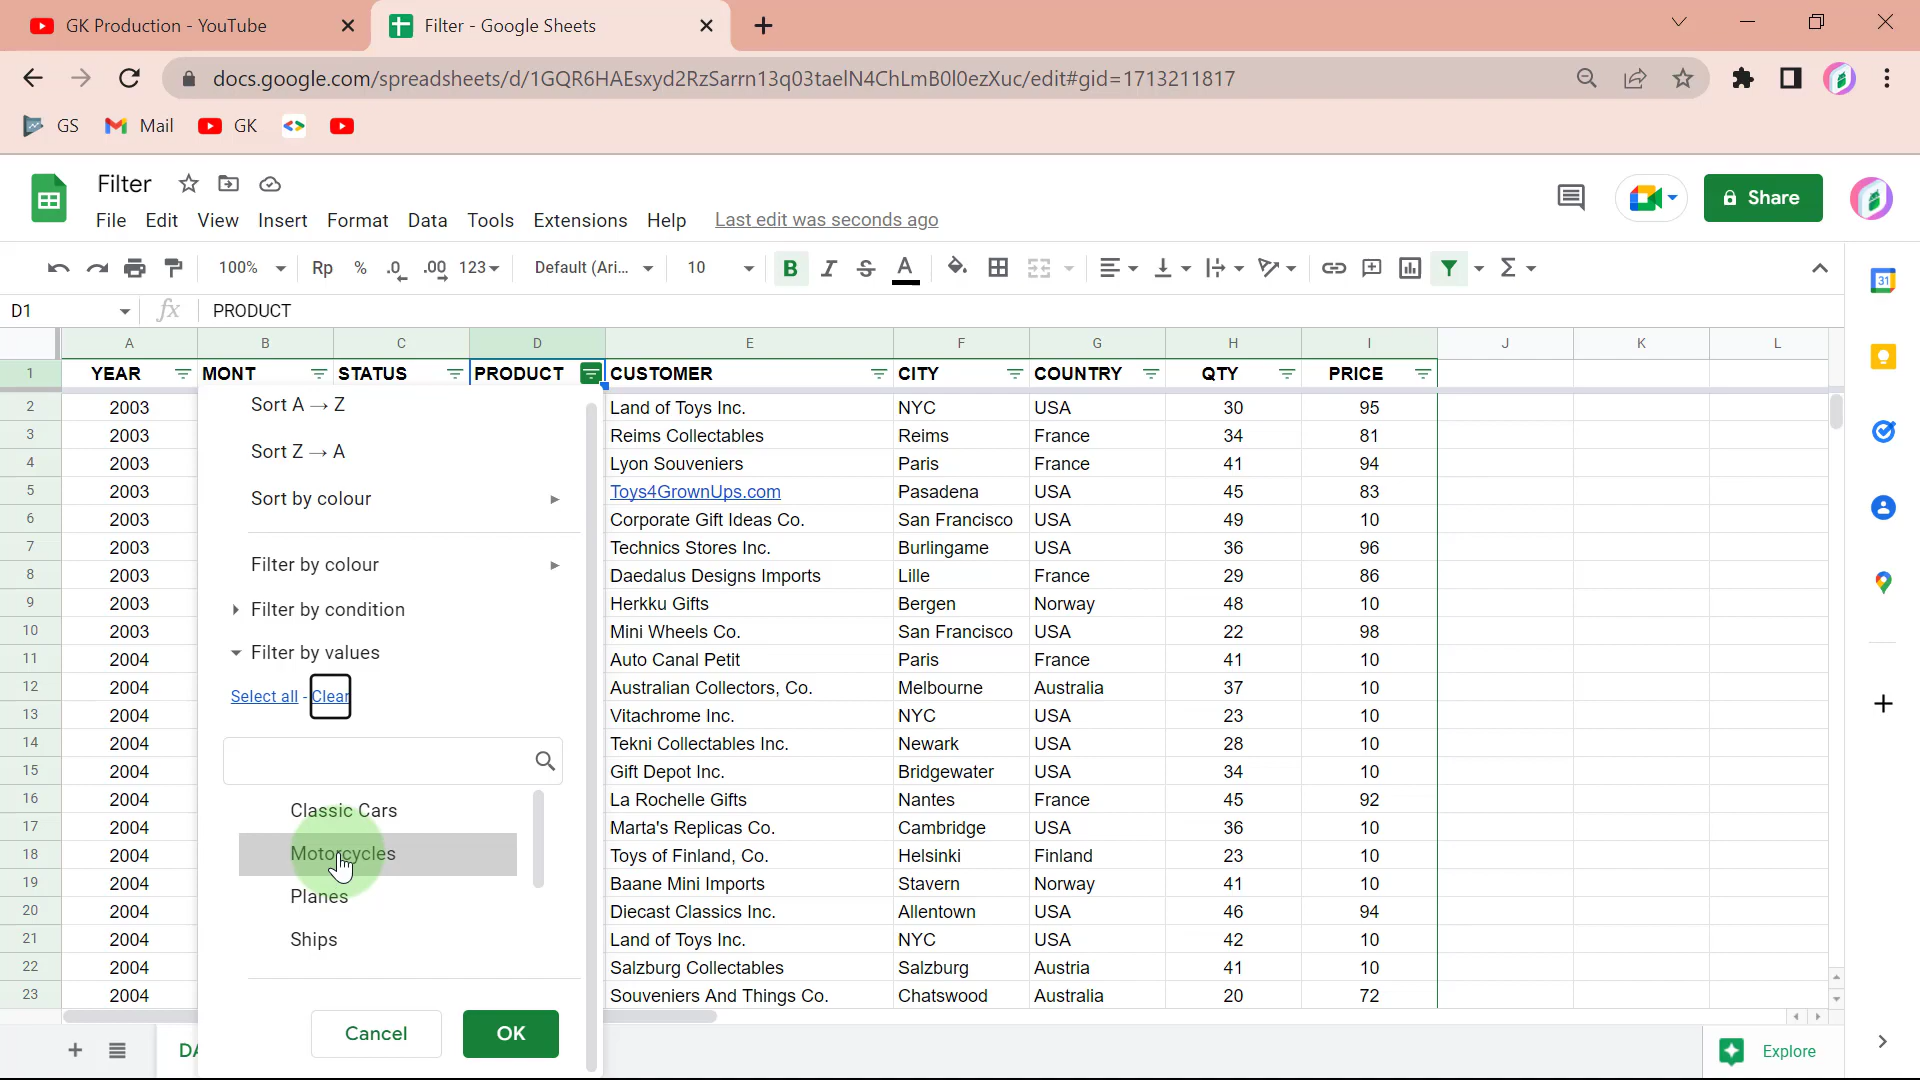 GK Production - YouTube
Filter - Google Sheets
docs.google.com/spreadsheets/d/1GQR6HAEsxyd2RzSarrn13q03taelN4ChLmB0l0ezXuc/edit#gid=1713211817
GS Mail GK
Filter
File Edit View Insert Format Data Tools Extensions Help Last edit was seconds ago
Share
100% Rp % .0 .00 123 Default (Ari... 10 B I S A
D1 fx PRODUCT
A B C D E F G H I J K L
1 YEAR MONT STATUS PRODUCT CUSTOMER CITY COUNTRY QTY PRICE
2 2003 Land of Toys Inc. NYC USA 30 95
3 2003 Reims Collectables Reims France 34 81
4 2003 Lyon Souveniers Paris France 41 94
5 2003 Toys4GrownUps.com Pasadena USA 45 83
6 2003 Corporate Gift Ideas Co. San Francisco USA 49 10
7 2003 Technics Stores Inc. Burlingame USA 36 96
8 2003 Daedalus Designs Imports Lille France 29 86
9 2003 Herkku Gifts Bergen Norway 48 10
10 2003 Mini Wheels Co. San Francisco USA 22 98
11 2004 Auto Canal Petit Paris France 41 10
12 2004 Australian Collectors, Co. Melbourne Australia 37 10
13 2004 Vitachrome Inc. NYC USA 23 10
14 2004 Tekni Collectables Inc. Newark USA 28 10
15 2004 Gift Depot Inc. Bridgewater USA 34 10
16 2004 La Rochelle Gifts Nantes France 45 92
17 2004 Marta's Replicas Co. Cambridge USA 36 10
18 2004 Toys of Finland, Co. Helsinki Finland 23 10
19 2004 Baane Mini Imports Stavern Norway 41 10
20 2004 Diecast Classics Inc. Allentown USA 46 94
21 2004 Land of Toys Inc. NYC USA 42 10
22 2004 Salzburg Collectables Salzburg Austria 41 10
23 2004 Souveniers And Things Co. Chatswood Australia 20 72
Sort A → Z
Sort Z → A
Sort by colour
Filter by colour
Filter by condition
Filter by values
Select all - Clear
Classic Cars
Motorcycles
Planes
Ships
Cancel OK
DA
Explore
31